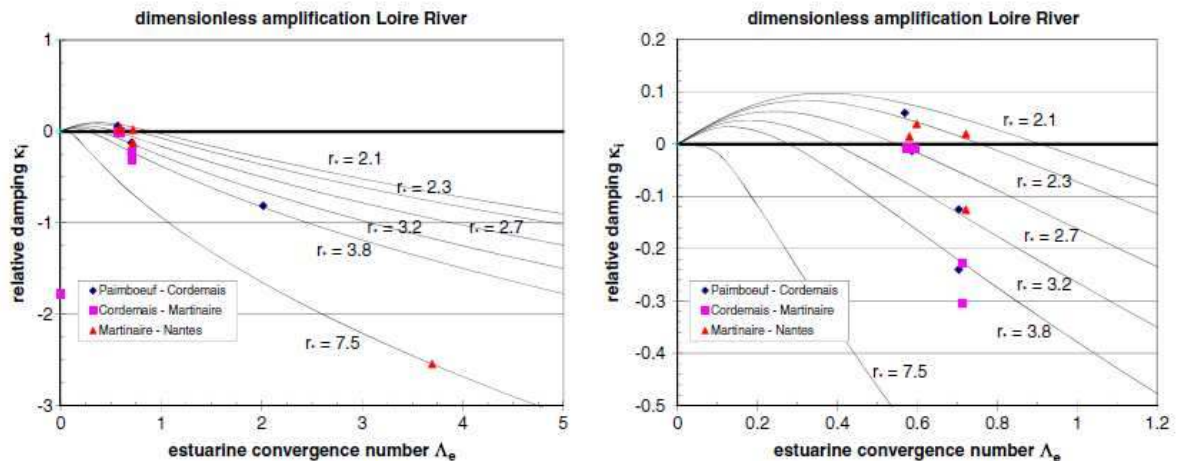 dimensionless amplification Loire River
1
0
-1
-2
-3
relative damping κi
r* = 2.1
r* = 2.3
r* = 2.7
r* = 3.2
r* = 3.8
r* = 7.5
Paimboeuf - Cordemais
Cordemais - Martinaire
Martinaire - Nantes
0 1 2 3 4 5
estuarine convergence number Λe
dimensionless amplification Loire River
0.2
0.1
0
-0.1
-0.2
-0.3
-0.4
-0.5
relative damping κi
r* = 2.1
r* = 2.3
r* = 2.7
r* = 3.2
r* = 3.8
r* = 7.5
Paimboeuf - Cordemais
Cordemais - Martinaire
Martinaire - Nantes
0 0.2 0.4 0.6 0.8 1 1.2
estuarine convergence number Λe